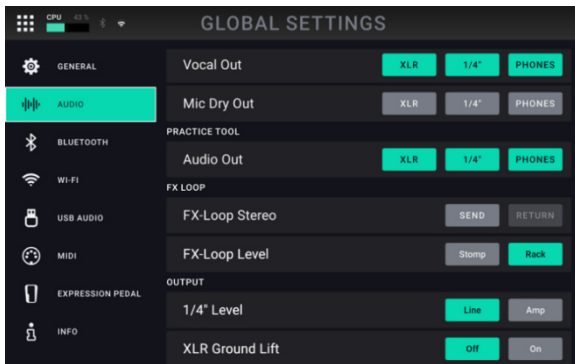 CPU 43 %
GLOBAL SETTINGS
GENERAL
AUDIO
BLUETOOTH
WI-FI
USB AUDIO
MIDI
EXPRESSION PEDAL
INFO
Vocal Out XLR 1/4" PHONES
Mic Dry Out XLR 1/4" PHONES
PRACTICE TOOL
Audio Out XLR 1/4" PHONES
FX LOOP
FX-Loop Stereo SEND RETURN
FX-Loop Level Stomp Rack
OUTPUT
1/4" Level Line Amp
XLR Ground Lift Off On